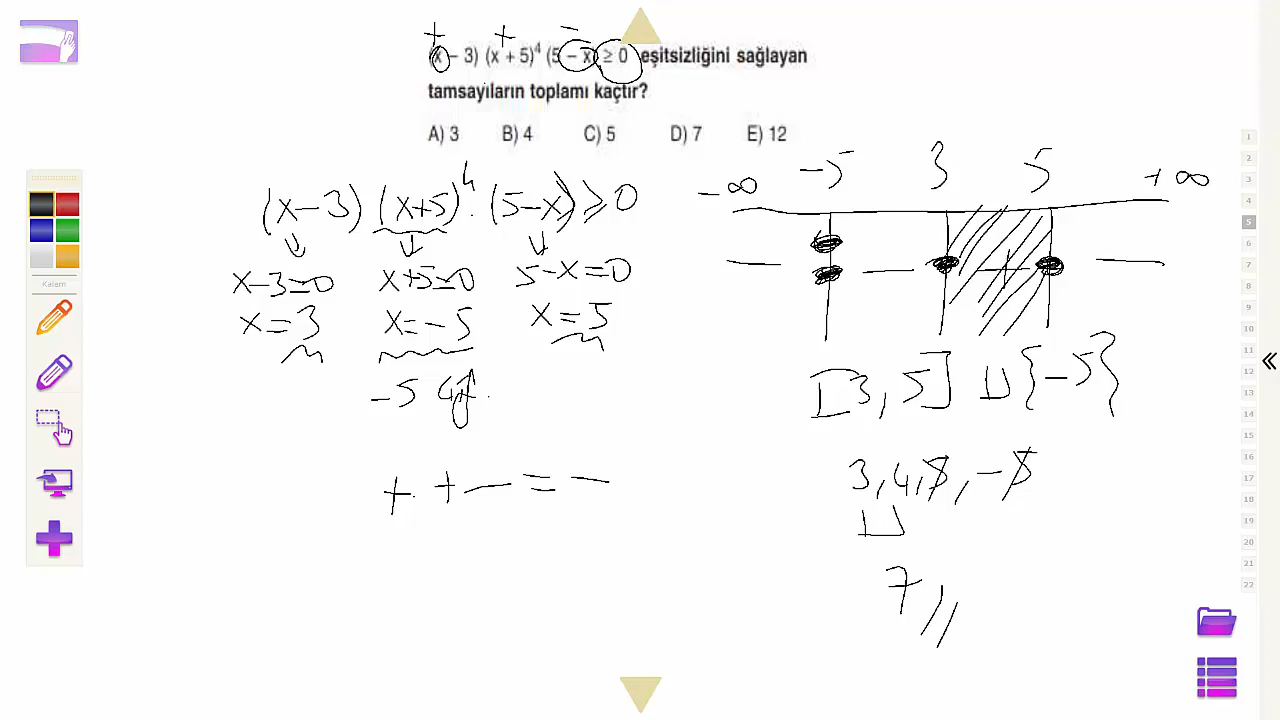 + + −
(x − 3) (x + 5)⁴ (5 − x) ≥ 0 eşitsizliğini sağlayan
tamsayıların toplamı kaçtır?
A) 3 B) 4 C) 5 D) 7 E) 12
(x−3) (x+5)⁴ . (5−x) ≥ 0
x−3=0 x+5=0 5−x=0
x=3 x=−5 x=5
−5 çift.
+ . + − = −
−∞ −5 3 5 +∞
− − + −
[3, 5] ∪ {−5}
3, 4, 5, −5
7 //
Kalem
1
2
3
4
5
6
7
8
9
10
11
12
13
14
15
16
17
18
19
20
21
22